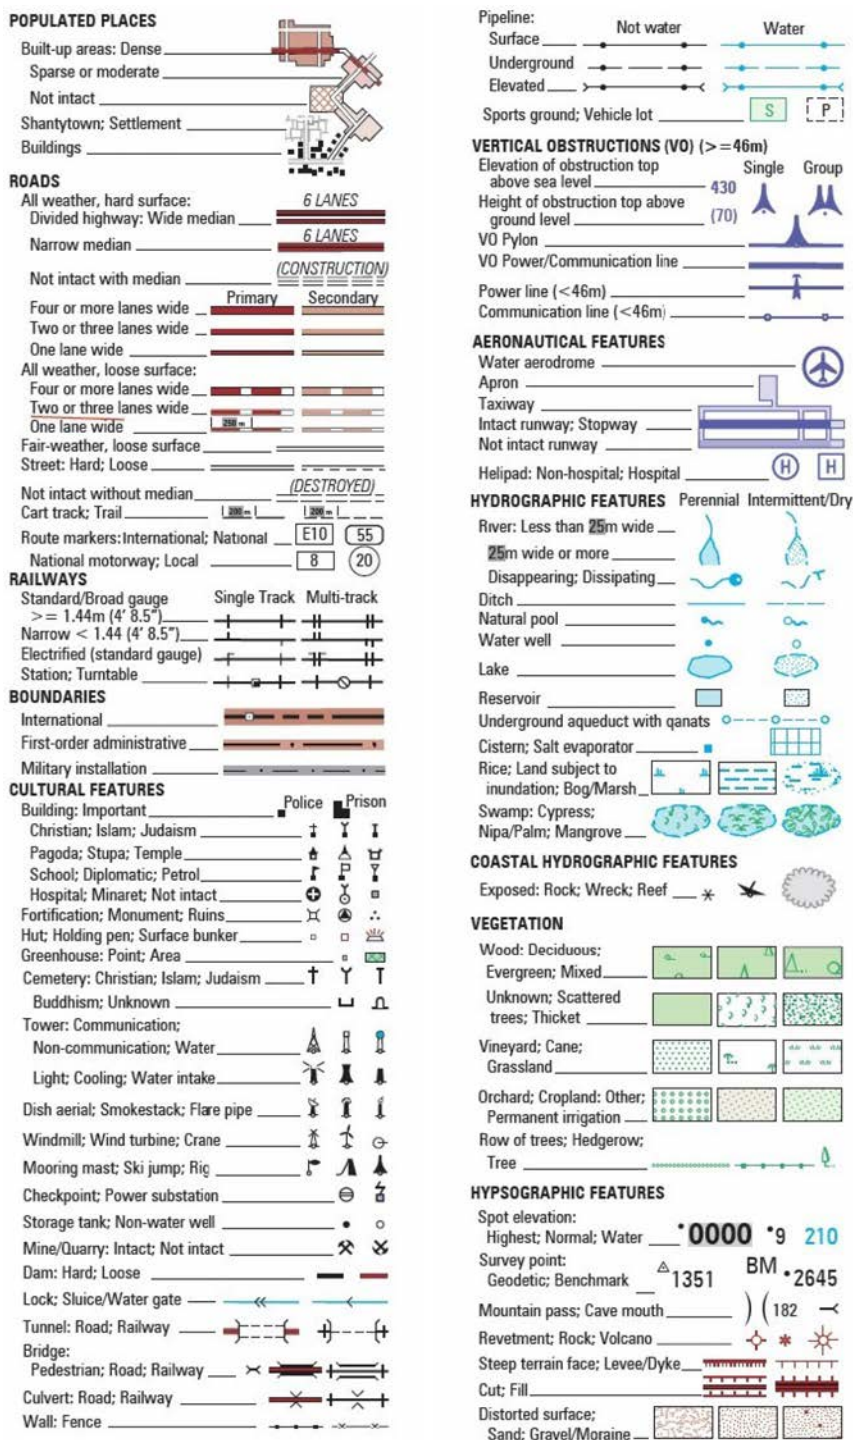 POPULATED PLACES
Built-up areas: Dense
Sparse or moderate
Not intact
Shantytown; Settlement
Buildings
ROADS
All weather, hard surface:
6 LANES
Divided highway: Wide median
6 LANES
Narrow median
(CONSTRUCTION)
Not intact with median
Primary Secondary
Four or more lanes wide
Two or three lanes wide
One lane wide
All weather, loose surface:
Four or more lanes wide
Two or three lanes wide
One lane wide 250 m
Fair-weather, loose surface
Street: Hard; Loose
Not intact without median (DESTROYED)
Cart track; Trail 200 m 200 m
Route markers: International; National E10 55
National motorway; Local 8 20
RAILWAYS
Standard/Broad gauge Single Track Multi-track
>= 1.44m (4' 8.5")
Narrow < 1.44 (4' 8.5")
Electrified (standard gauge)
Station; Turntable
BOUNDARIES
International
First-order administrative
Military installation
CULTURAL FEATURES
Building: Important Police Prison
Christian; Islam; Judaism
Pagoda; Stupa; Temple
School; Diplomatic; Petrol
Hospital; Minaret; Not intact
Fortification; Monument; Ruins
Hut; Holding pen; Surface bunker
Greenhouse: Point; Area
Cemetery: Christian; Islam; Judaism
Buddhism; Unknown
Tower: Communication;
Non-communication; Water
Light; Cooling; Water intake
Dish aerial; Smokestack; Flare pipe
Windmill; Wind turbine; Crane
Mooring mast; Ski jump; Rig
Checkpoint; Power substation
Storage tank; Non-water well
Mine/Quarry: Intact; Not intact
Dam: Hard; Loose
Lock; Sluice/Water gate
Tunnel: Road; Railway
Bridge:
Pedestrian; Road; Railway
Culvert: Road; Railway
Wall: Fence
Pipeline:
Not water Water
Surface
Underground
Elevated
Sports ground; Vehicle lot S P
VERTICAL OBSTRUCTIONS (VO) (>=46m)
Elevation of obstruction top Single Group
above sea level 430
Height of obstruction top above
ground level (70)
VO Pylon
VO Power/Communication line
Power line (<46m)
Communication line (<46m)
AERONAUTICAL FEATURES
Water aerodrome
Apron
Taxiway
Intact runway; Stopway
Not intact runway
Helipad: Non-hospital; Hospital H H
HYDROGRAPHIC FEATURES Perennial Intermittent/Dry
River: Less than 25m wide
25m wide or more
Disappearing; Dissipating
Ditch
Natural pool
Water well
Lake
Reservoir
Underground aqueduct with qanats
Cistern; Salt evaporator
Rice; Land subject to
inundation; Bog/Marsh
Swamp: Cypress;
Nipa/Palm; Mangrove
COASTAL HYDROGRAPHIC FEATURES
Exposed: Rock; Wreck; Reef
VEGETATION
Wood: Deciduous;
Evergreen; Mixed
Unknown; Scattered
trees; Thicket
Vineyard; Cane;
Grassland
Orchard; Cropland: Other;
Permanent irrigation
Row of trees; Hedgerow;
Tree
HYPSOGRAPHIC FEATURES
Spot elevation:
Highest; Normal; Water 0000 9 210
Survey point:
Geodetic; Benchmark 1351 BM 2645
Mountain pass; Cave mouth 182
Revetment; Rock; Volcano
Steep terrain face; Levee/Dyke
Cut; Fill
Distorted surface;
Sand; Gravel/Moraine